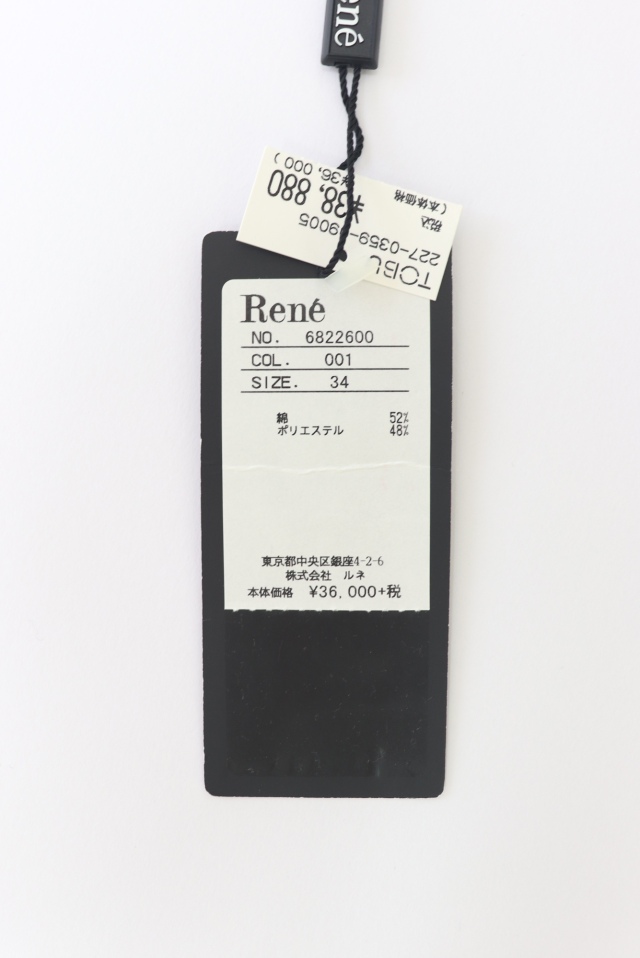 René
¥38,880
(本体価格 ¥36,000)
税込
227-0359-
9005
TOBU
René
NO. 6822600
COL. 001
SIZE. 34
綿 52%
ポリエステル 48%
東京都中央区銀座4-2-6
株式会社 ルネ
本体価格 ¥36,000+税